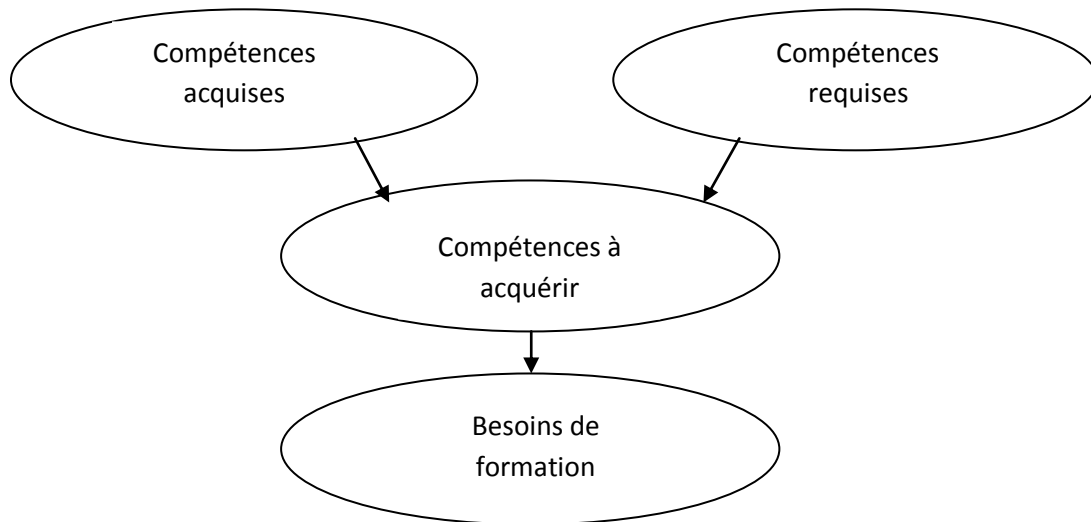 Compétences
acquises
Compétences
requises
Compétences à
acquérir
Besoins de
formation